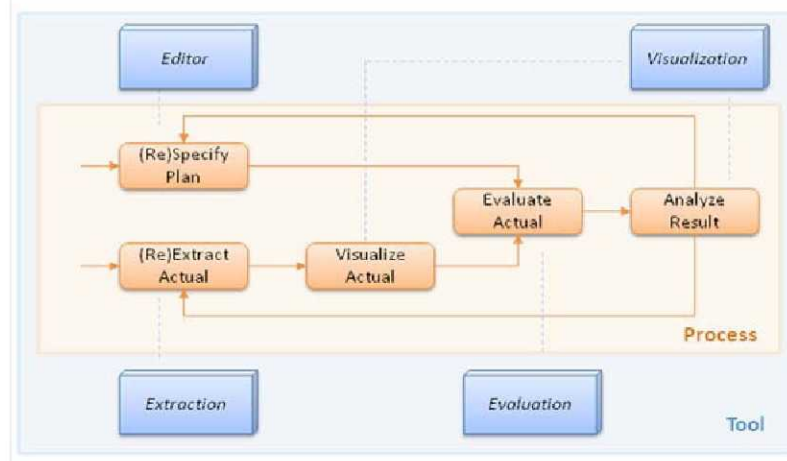 Editor
Visualization
(Re)Specify
Plan
Evaluate
Actual
Analyze
Result
(Re)Extract
Actual
Visualize
Actual
Process
Extraction
Evaluation
Tool